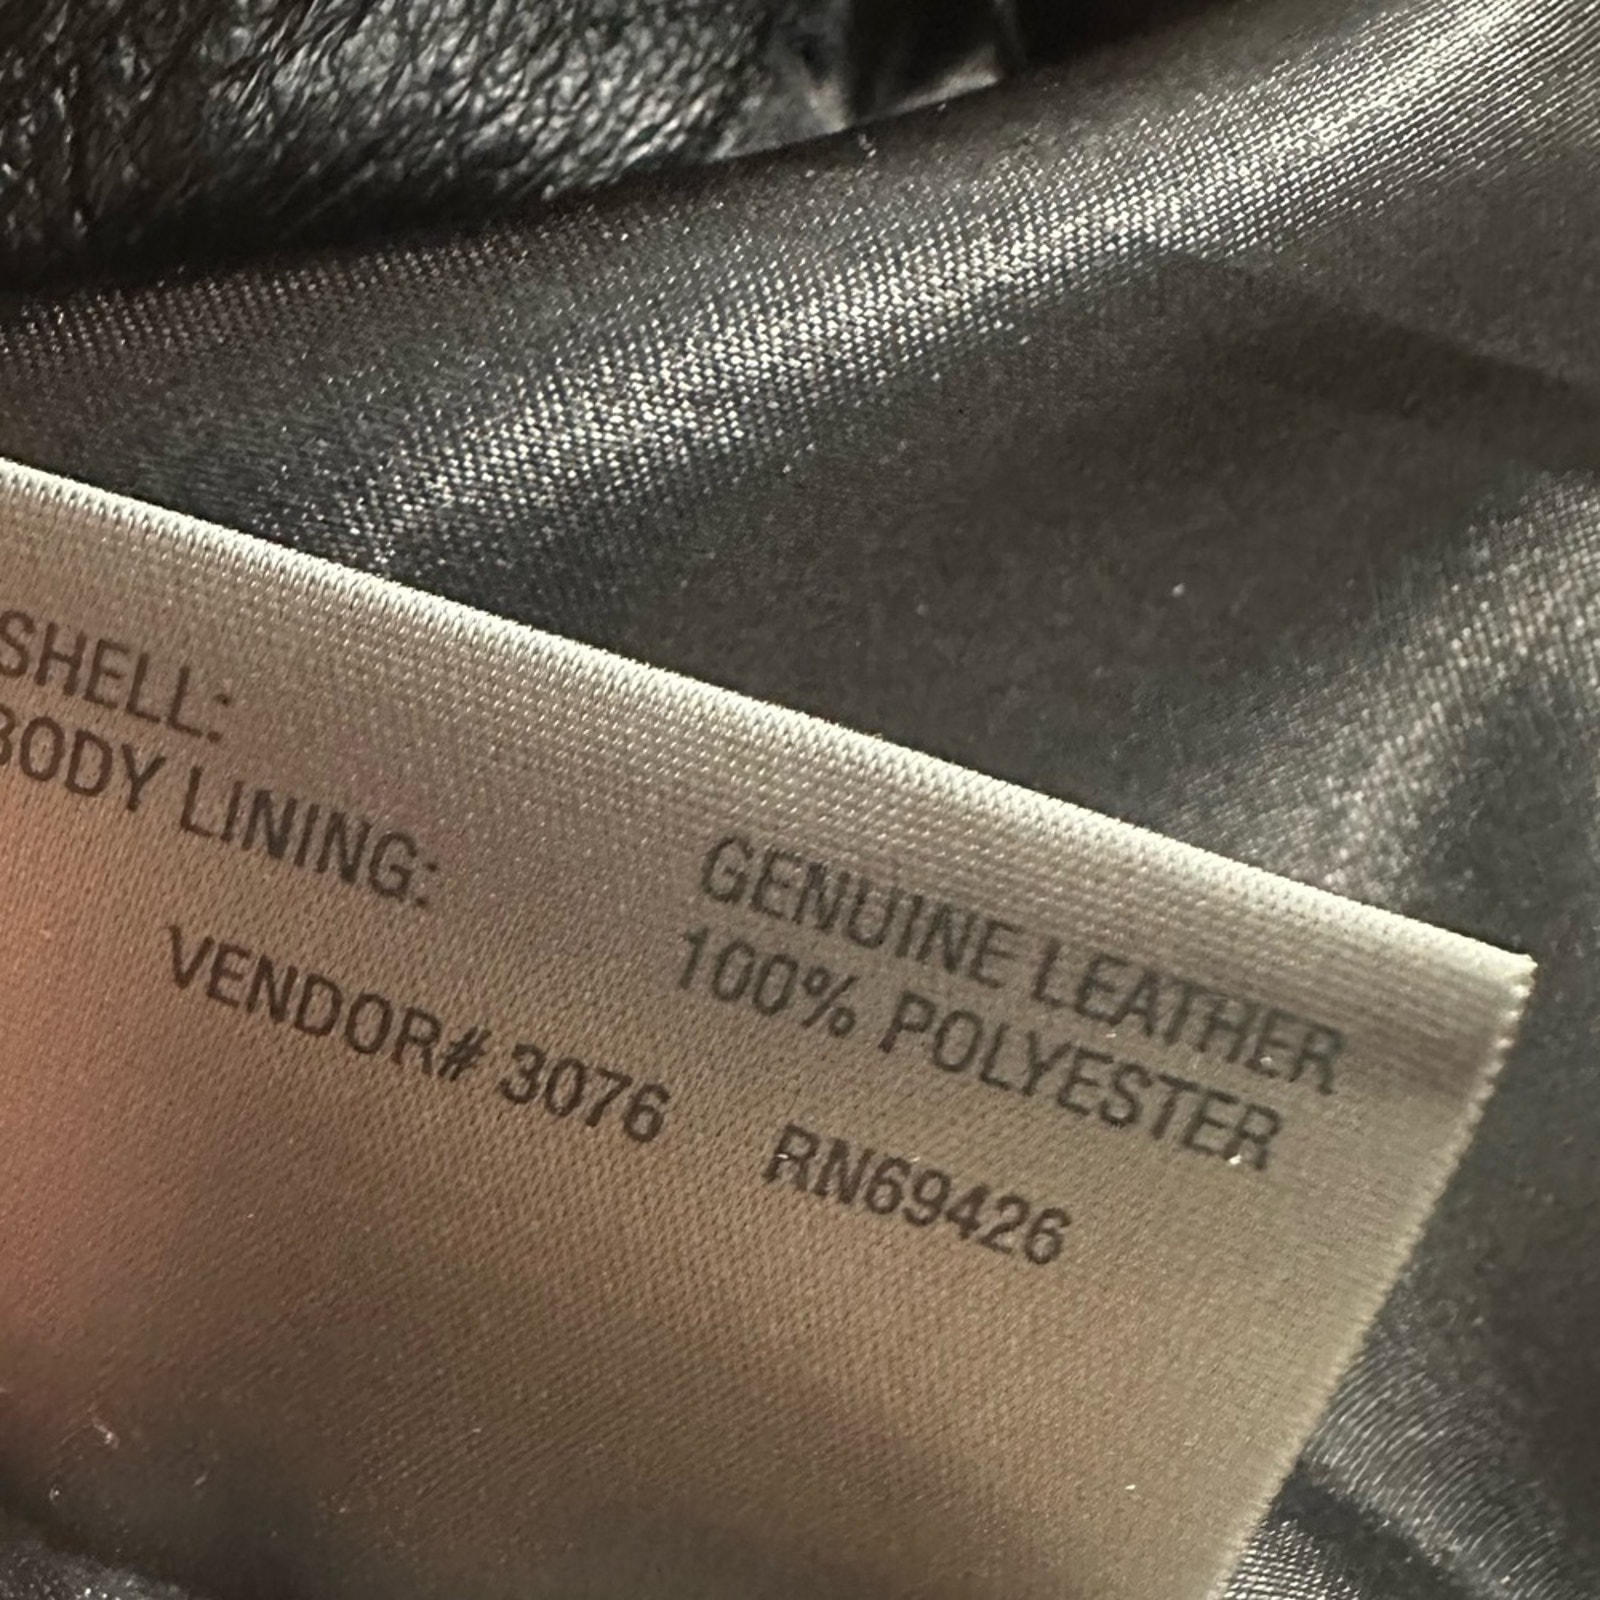 SHELL: GENUINE LEATHER
BODY LINING: 100% POLYESTER
VENDOR# 3076 RN69426